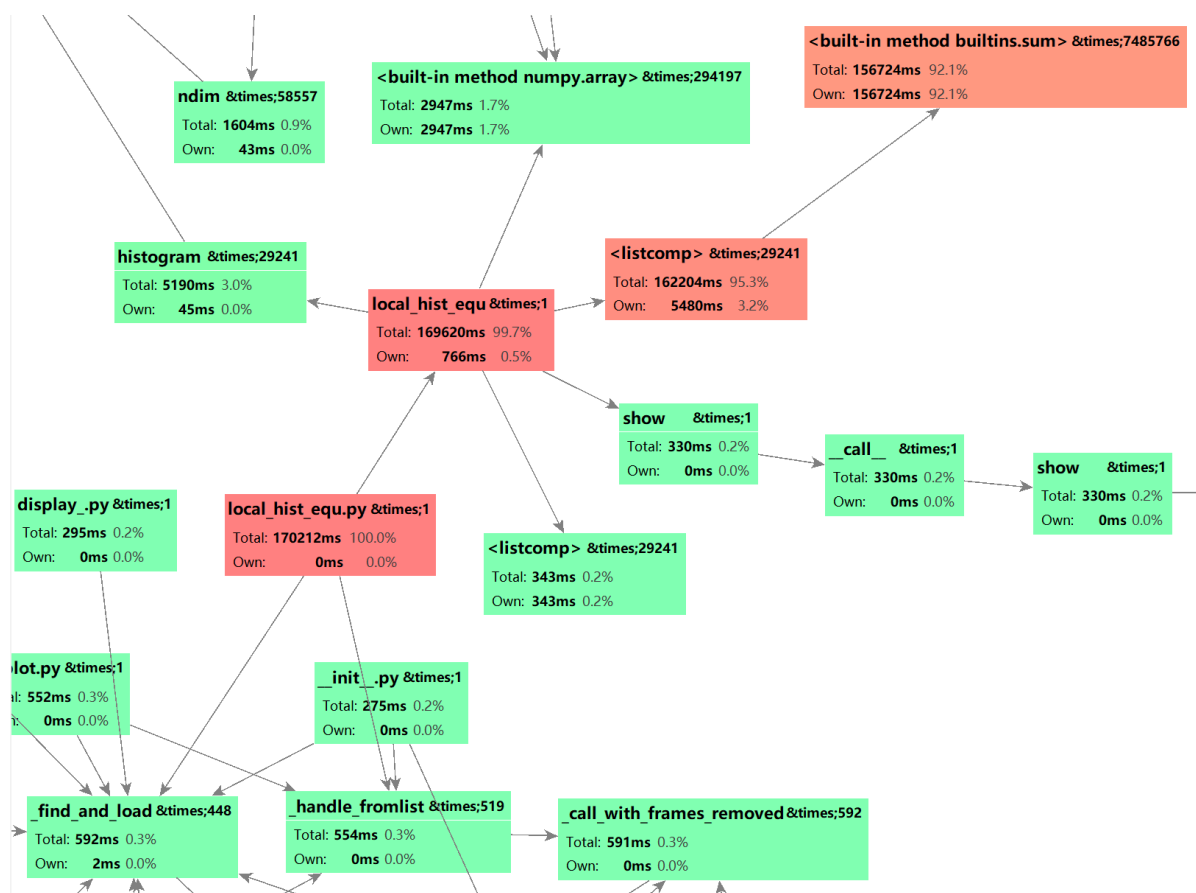 <built-in method builtins.sum> &times;7485766
Total: 156724ms 92.1%
Own: 156724ms 92.1%
<built-in method numpy.array> &times;294197
Total: 2947ms 1.7%
Own: 2947ms 1.7%
ndim &times;58557
Total: 1604ms 0.9%
Own: 43ms 0.0%
histogram &times;29241
Total: 5190ms 3.0%
Own: 45ms 0.0%
<listcomp> &times;29241
Total: 162204ms 95.3%
Own: 5480ms 3.2%
local_hist_equ &times;1
Total: 169620ms 99.7%
Own: 766ms 0.5%
show &times;1
Total: 330ms 0.2%
Own: 0ms 0.0%
__call__ &times;1
Total: 330ms 0.2%
Own: 0ms 0.0%
show &times;1
Total: 330ms 0.2%
Own: 0ms 0.0%
display_.py &times;1
Total: 295ms 0.2%
Own: 0ms 0.0%
local_hist_equ.py &times;1
Total: 170212ms 100.0%
Own: 0ms 0.0%
<listcomp> &times;29241
Total: 343ms 0.2%
Own: 343ms 0.2%
lot.py &times;1
al: 552ms 0.3%
0ms 0.0%
__init__.py &times;1
Total: 275ms 0.2%
Own: 0ms 0.0%
_find_and_load &times;448
Total: 592ms 0.3%
Own: 2ms 0.0%
_handle_fromlist &times;519
Total: 554ms 0.3%
Own: 0ms 0.0%
_call_with_frames_removed &times;592
Total: 591ms 0.3%
Own: 0ms 0.0%